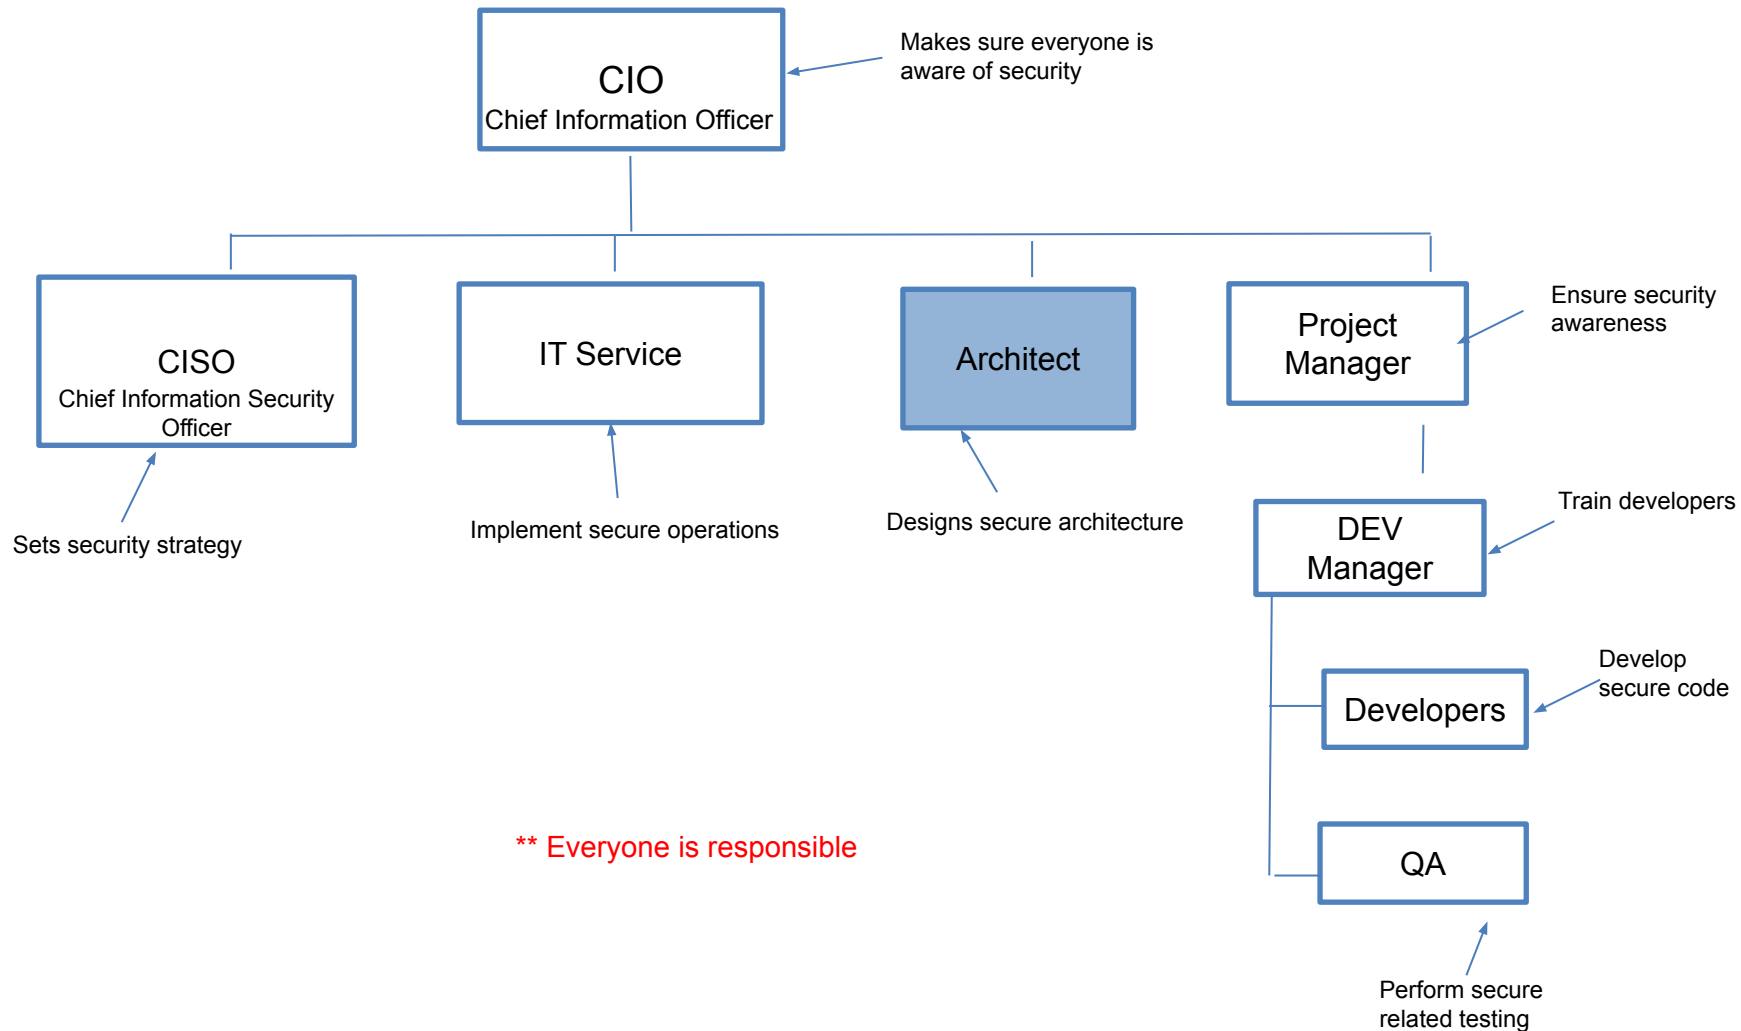 CIO
Chief Information Officer
Makes sure everyone is
aware of security
CISO
Chief Information Security
Officer
Sets security strategy
IT Service
Implement secure operations
Architect
Designs secure architecture
Project
Manager
Ensure security
awareness
DEV
Manager
Train developers
Developers
Develop
secure code
QA
Perform secure
related testing
** Everyone is responsible